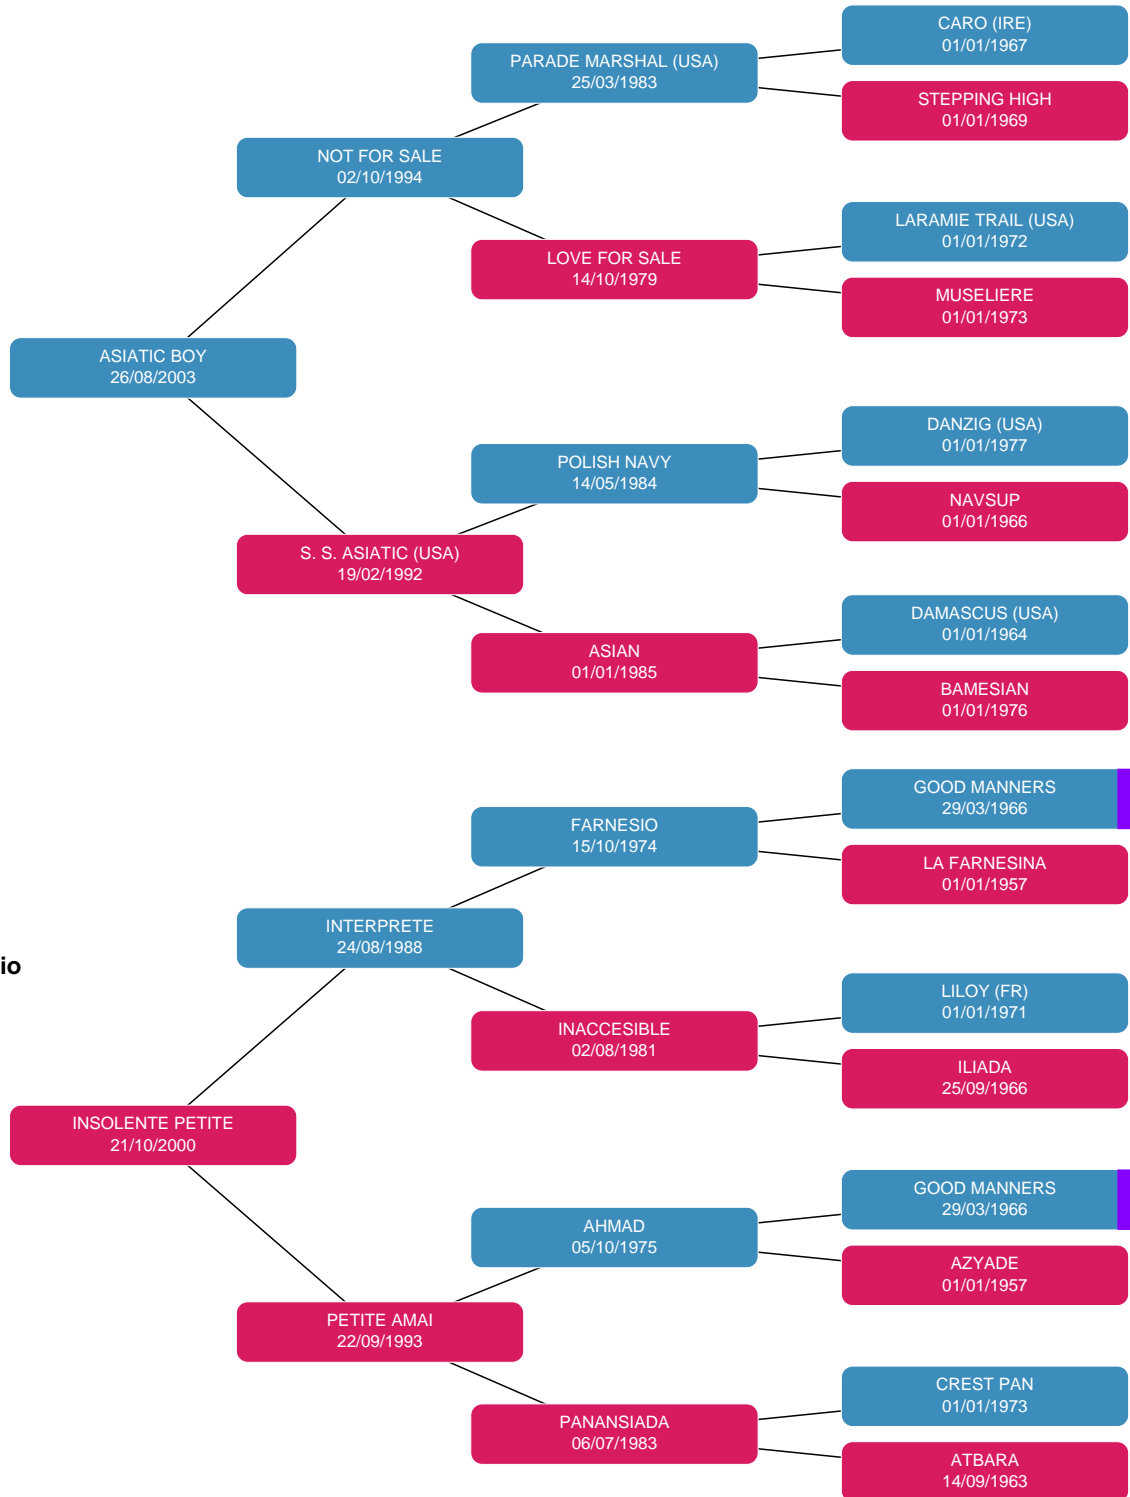 CARO (IRE)
01/01/1967
PARADE MARSHAL (USA)
25/03/1983
STEPPING HIGH
01/01/1969
NOT FOR SALE
02/10/1994
LARAMIE TRAIL (USA)
01/01/1972
LOVE FOR SALE
14/10/1979
MUSELIERE
01/01/1973
ASIATIC BOY
26/08/2003
DANZIG (USA)
01/01/1977
POLISH NAVY
14/05/1984
NAVSUP
01/01/1966
S. S. ASIATIC (USA)
19/02/1992
DAMASCUS (USA)
01/01/1964
ASIAN
01/01/1985
BAMESIAN
01/01/1976
GOOD MANNERS
29/03/1966
FARNESIO
15/10/1974
LA FARNESINA
01/01/1957
INTERPRETE
24/08/1988
io
LILOY (FR)
01/01/1971
INACCESIBLE
02/08/1981
ILIADA
25/09/1966
INSOLENTE PETITE
21/10/2000
GOOD MANNERS
29/03/1966
AHMAD
05/10/1975
AZYADE
01/01/1957
PETITE AMAI
22/09/1993
CREST PAN
01/01/1973
PANANSIADA
06/07/1983
ATBARA
14/09/1963